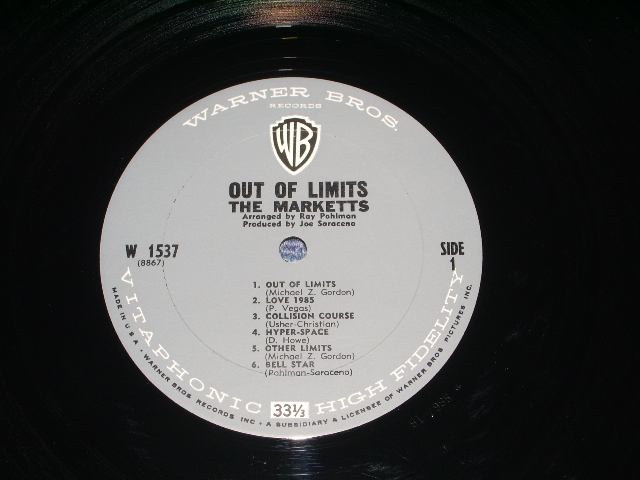 WARNER BROS.
RECORDS
WB
OUT OF LIMITS
THE MARKETTS
Arranged by Ray Pohlman
Produced by Joe Saraceno
W 1537
(8867)
SIDE
1
1. OUT OF LIMITS
(Michael Z. Gordon)
2. LOVE 1985
(P. Vegas)
3. COLLISION COURSE
(Usher-Christian)
4. HYPER-SPACE
(D. Howe)
5. OTHER LIMITS
(Michael Z. Gordon)
6. BELL STAR
(Pohlman-Saraceno)
VITAPHONIC HIGH FIDELITY
33⅓
MADE IN U.S.A. • WARNER BROS. RECORDS INC. • A SUBSIDIARY & LICENSEE OF WARNER BROS. PICTURES INC.